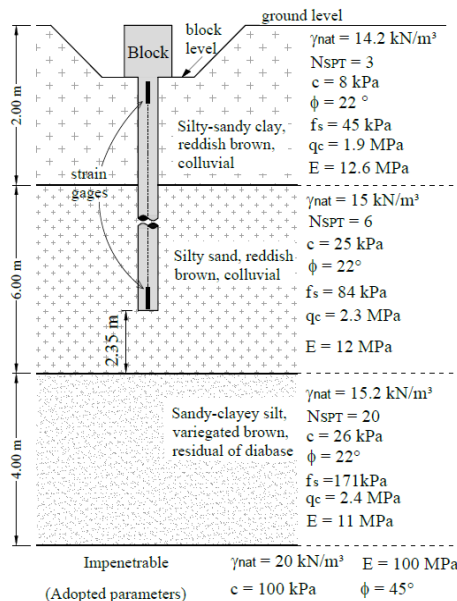 ground level
block
level
Block
γnat = 14.2 kN/m³
NSPT = 3
c = 8 kPa
ϕ = 22 °
fs = 45 kPa
qc = 1.9 MPa
E = 12.6 MPa
2.00 m
Silty-sandy clay,
reddish brown,
colluvial
strain
gages
γnat = 15 kN/m³
NSPT = 6
c = 25 kPa
ϕ = 22°
fs = 84 kPa
qc = 2.3 MPa
E = 12 MPa
6.00 m
Silty sand, reddish
brown, colluvial
2.35 m
γnat = 15.2 kN/m³
NSPT = 20
c = 26 kPa
ϕ = 22°
fs =171kPa
qc = 2.4 MPa
E = 11 MPa
4.00 m
Sandy-clayey silt,
variegated brown,
residual of diabase
Impenetrable
(Adopted parameters)
γnat = 20 kN/m³ E = 100 MPa
c = 100 kPa ϕ = 45°